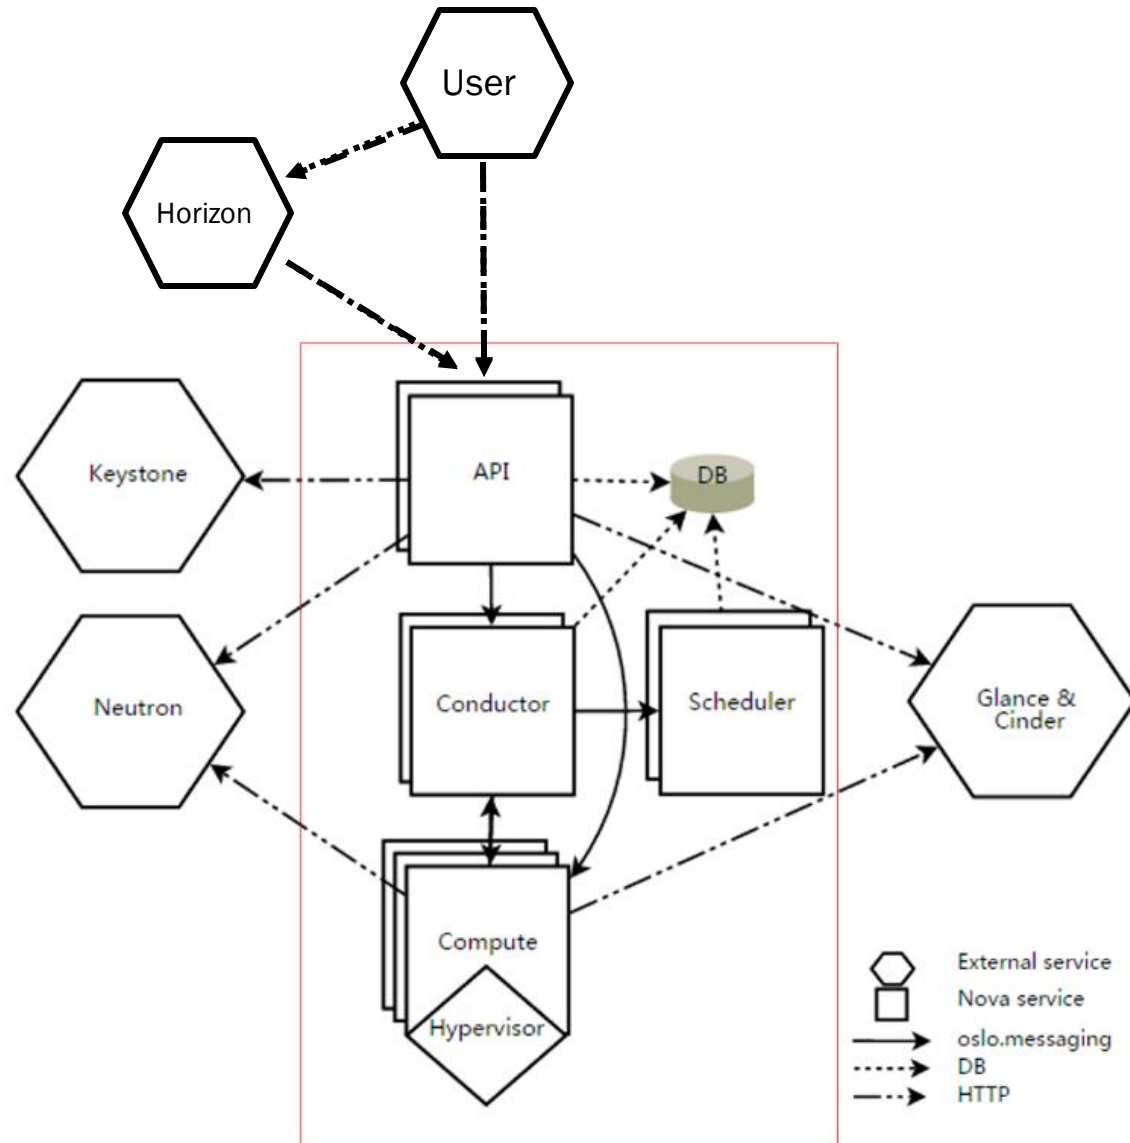 User
Horizon
Keystone
API
DB
Neutron
Conductor
Scheduler
Glance &
Cinder
Compute
Hypervisor
External service
Nova service
oslo.messaging
DB
HTTP